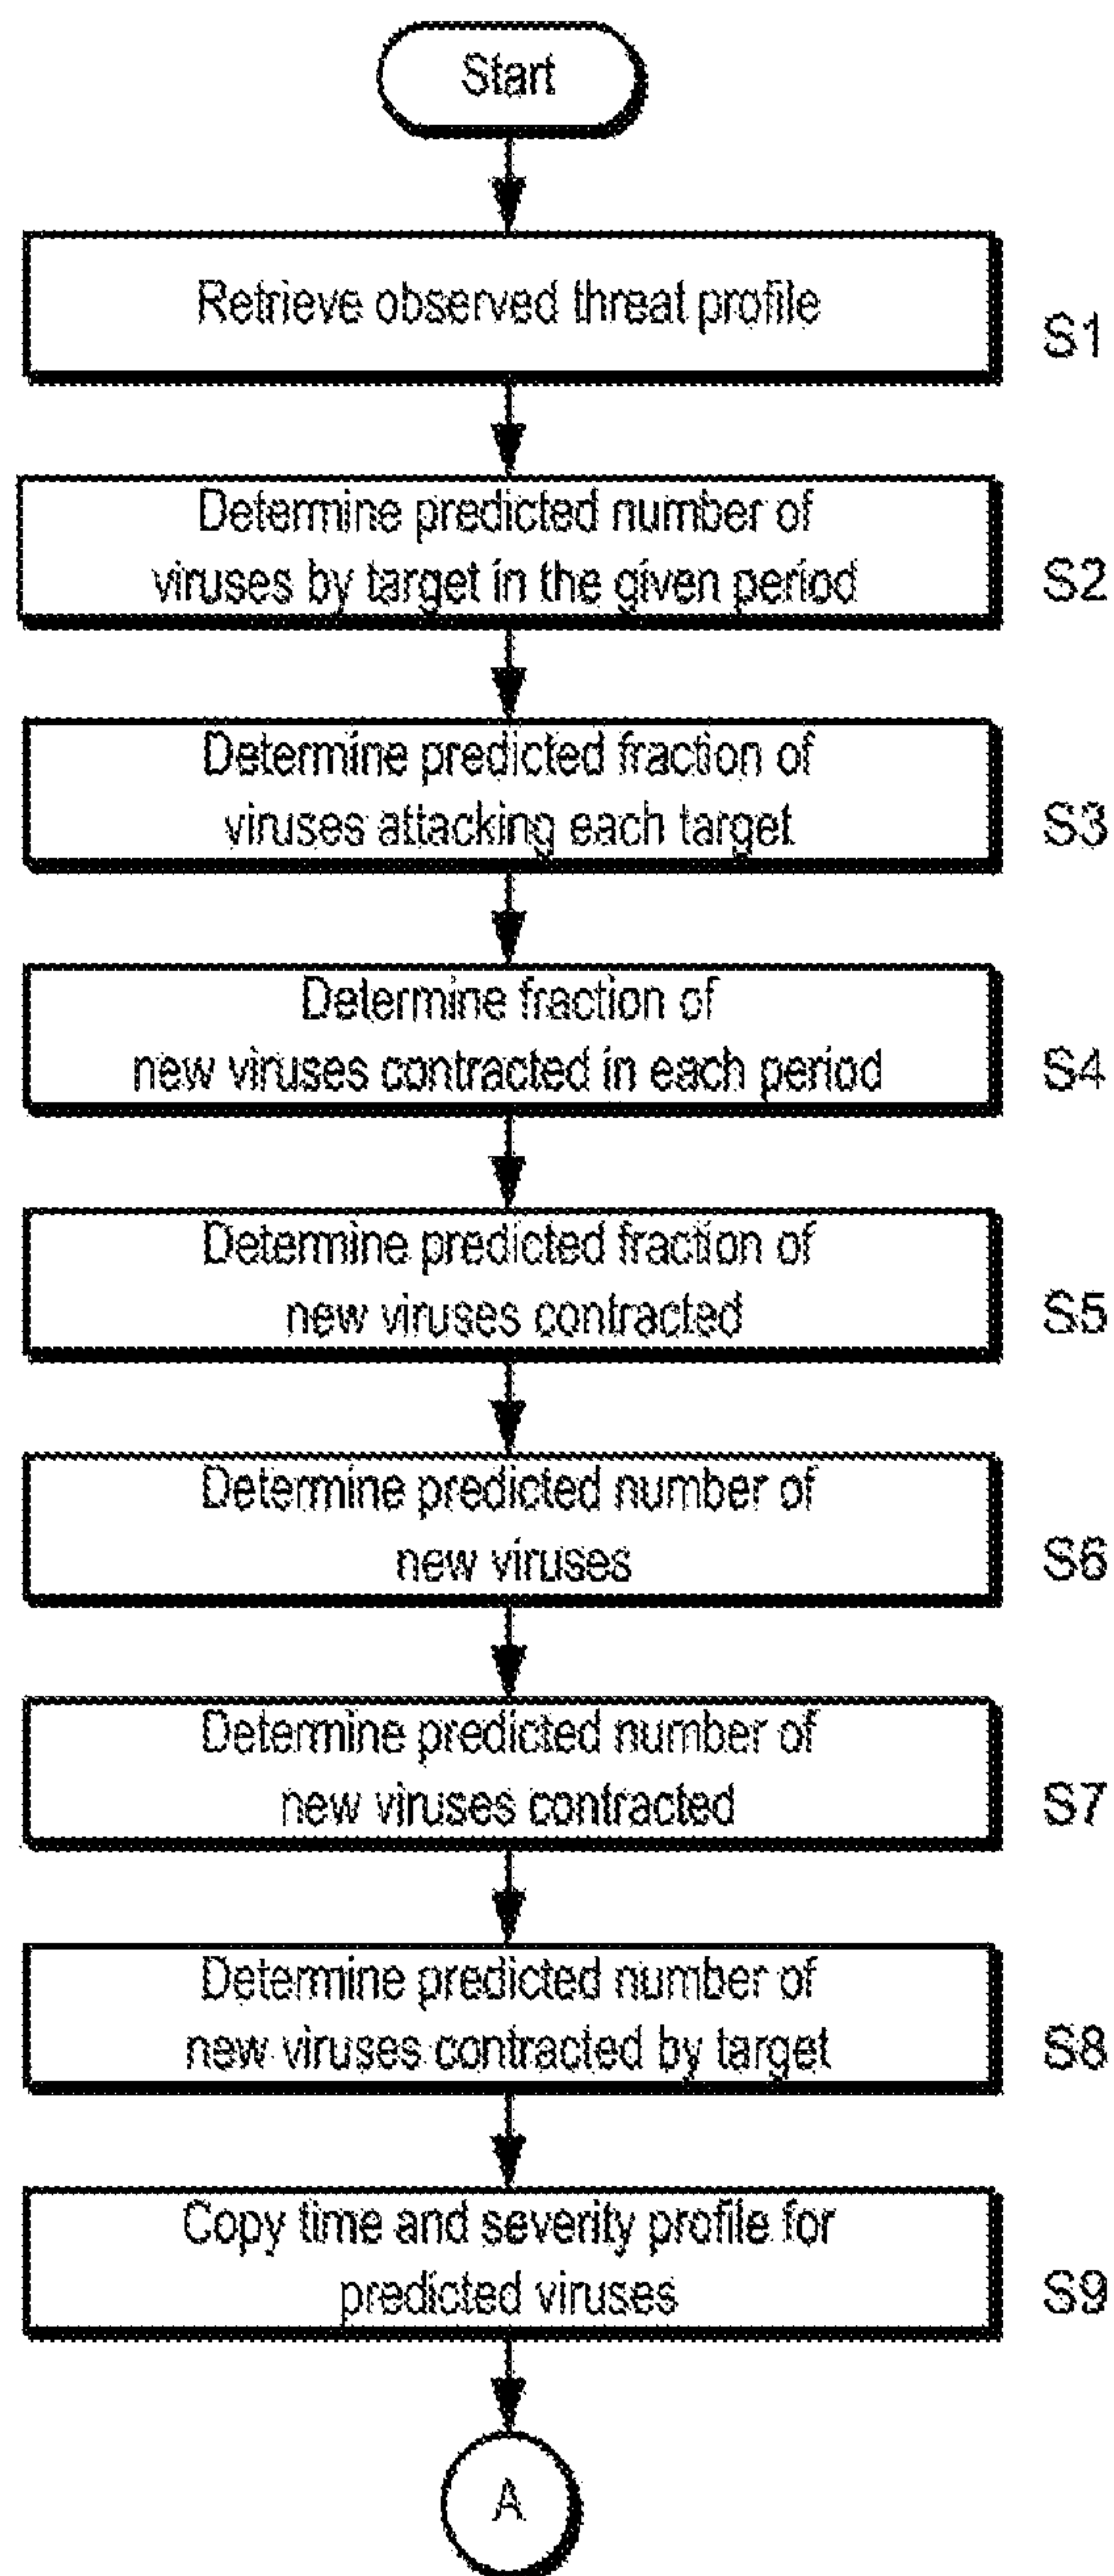 Start
Retrieve observed threat profile
S1
Determine predicted number of
viruses by target in the given period
S2
Determine predicted fraction of
viruses attacking each target
S3
Determine fraction of
new viruses contracted in each period
S4
Determine predicted fraction of
new viruses contracted
S5
Determine predicted number of
new viruses
S6
Determine predicted number of
new viruses contracted
S7
Determine predicted number of
new viruses contracted by target
S8
Copy time and severity profile for
predicted viruses
S9
A